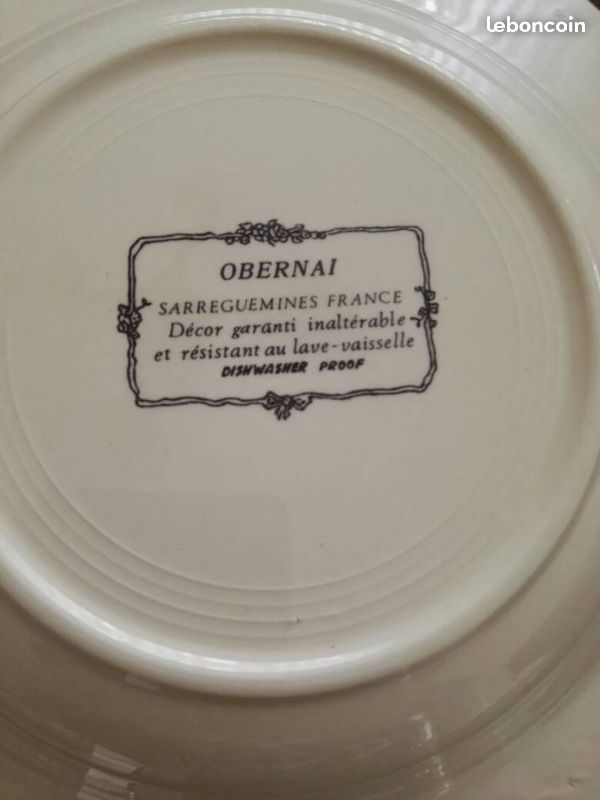 leboncoin
OBERNAI
SARREGUEMINES FRANCE
Décor garanti inaltérable
et résistant au lave-vaisselle
DISHWASHER PROOF